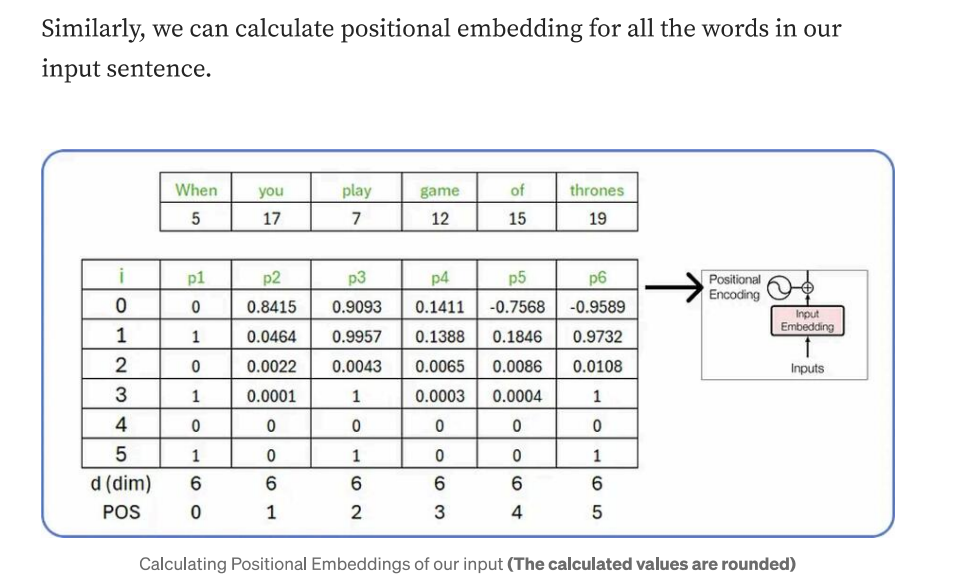 Similarly, we can calculate positional embedding for all the words in our
input sentence.
When you play game of thrones
5 17 7 12 15 19
i p1 p2 p3 p4 p5 p6
0 0 0.8415 0.9093 0.1411 -0.7568 -0.9589
1 1 0.0464 0.9957 0.1388 0.1846 0.9732
2 0 0.0022 0.0043 0.0065 0.0086 0.0108
3 1 0.0001 1 0.0003 0.0004 1
4 0 0 0 0 0 0
5 1 0 1 0 0 1
d (dim) 6 6 6 6 6 6
POS 0 1 2 3 4 5
Positional
Encoding
Input
Embedding
Inputs
Calculating Positional Embeddings of our input (The calculated values are rounded)